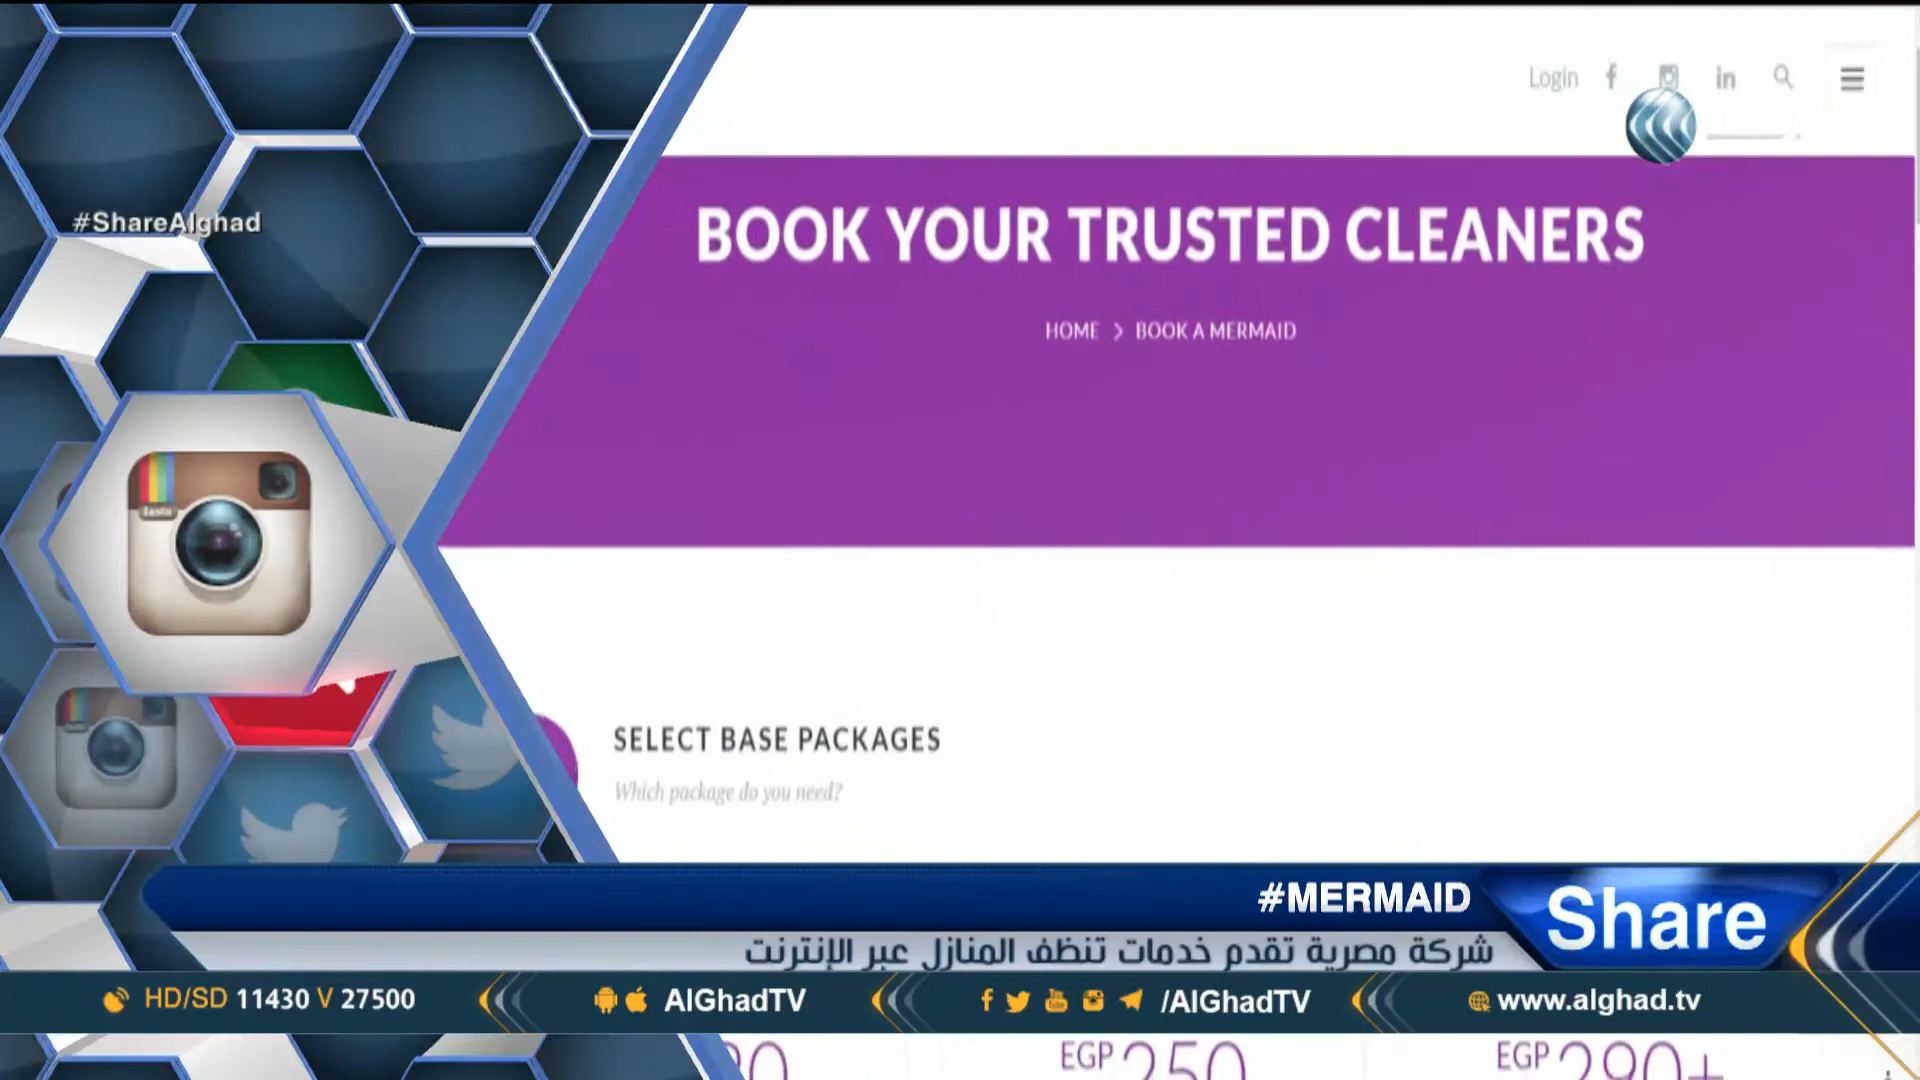 Login
#ShareAlghad
BOOK YOUR TRUSTED CLEANERS
HOME > BOOK A MERMAID
SELECT BASE PACKAGES
Which package do you need?
#MERMAID
Share
شركة مصرية تقدم خدمات تنظف المنازل عبر الإنترنت
HD/SD 11430 V 27500
AlGhadTV
/AlGhadTV
www.alghad.tv
EGP 250
EGP 290+